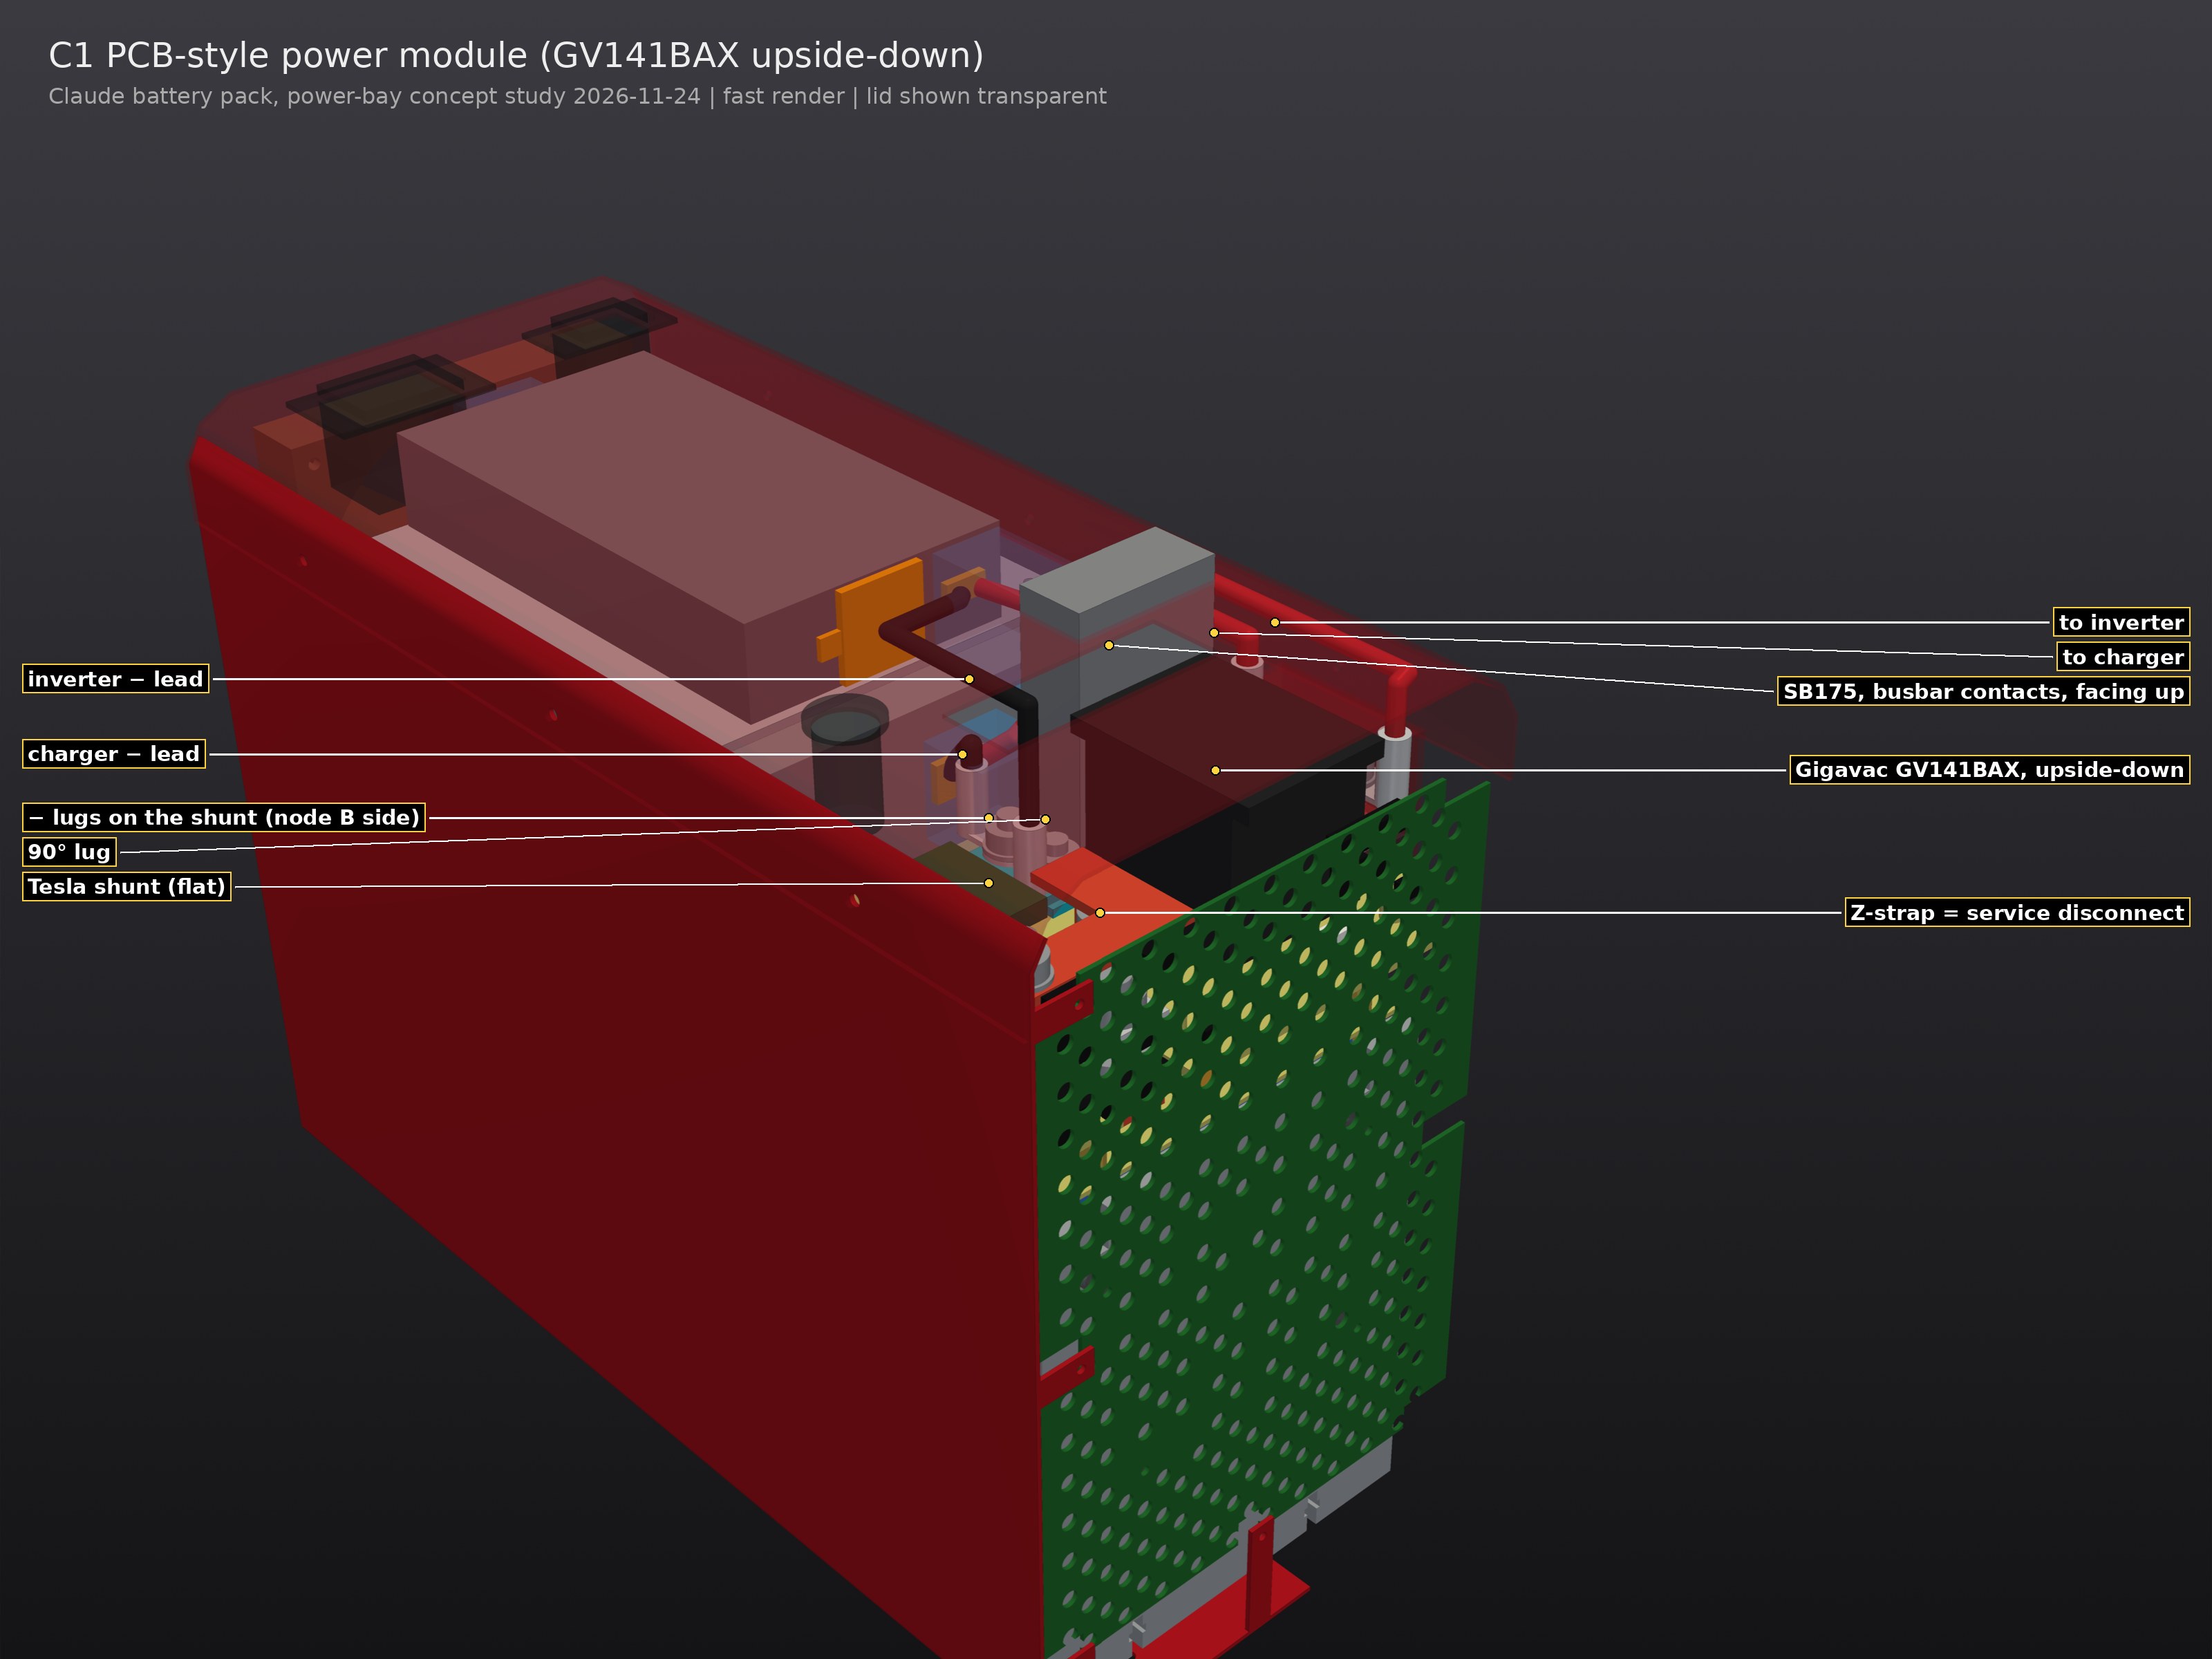 C1 PCB-style power module (GV141BAX upside-down)
Claude battery pack, power-bay concept study 2026-11-24 | fast render | lid shown transparent
to inverter
to charger
inverter − lead
SB175, busbar contacts, facing up
charger − lead
Gigavac GV141BAX, upside-down
− lugs on the shunt (node B side)
90° lug
Tesla shunt (flat)
Z-strap = service disconnect